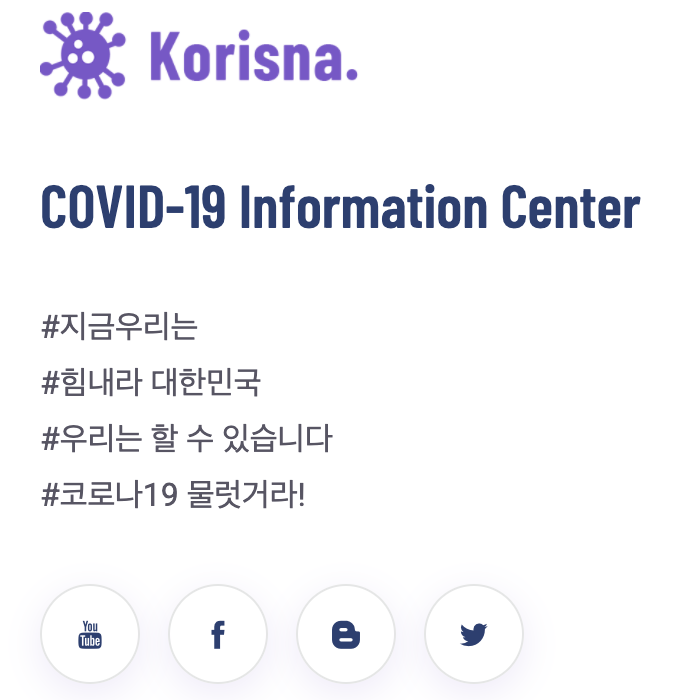 Korisna.
COVID-19 Information Center
#지금우리는
#힘내라 대한민국
#우리는 할 수 있습니다
#코로나19 물럿거라!
You
Tube